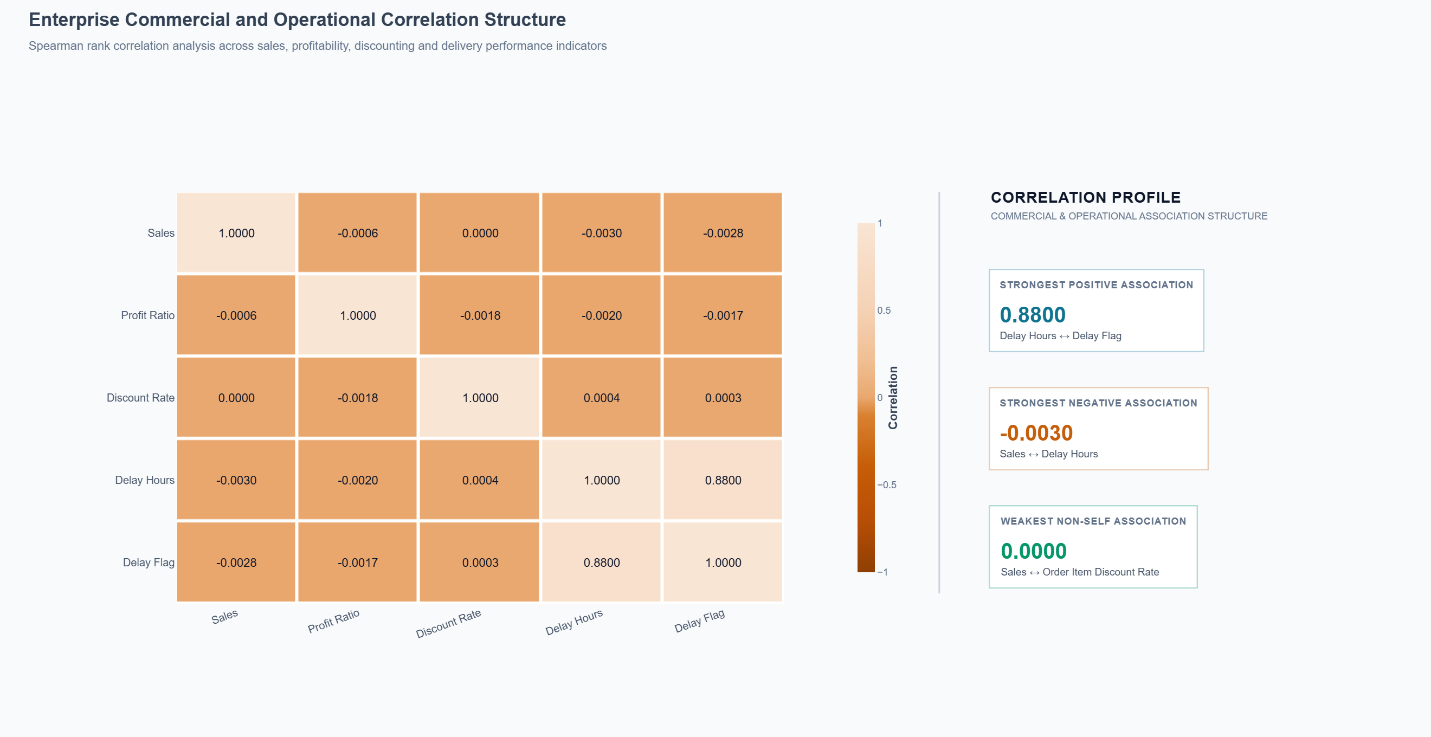 Enterprise Commercial and Operational Correlation Structure
Spearman rank correlation analysis across sales, profitability, discounting and delivery performance indicators
Sales 1.0000 -0.0006 0.0000 -0.0030 -0.0028
Profit Ratio -0.0006 1.0000 -0.0018 -0.0020 -0.0017
Discount Rate 0.0000 -0.0018 1.0000 0.0004 0.0003
Delay Hours -0.0030 -0.0020 0.0004 1.0000 0.8800
Delay Flag -0.0028 -0.0017 0.0003 0.8800 1.0000
Sales Profit Ratio Discount Rate Delay Hours Delay Flag
1
0.5
0
−0.5
−1
Correlation
CORRELATION PROFILE
COMMERCIAL & OPERATIONAL ASSOCIATION STRUCTURE
STRONGEST POSITIVE ASSOCIATION
0.8800
Delay Hours ↔ Delay Flag
STRONGEST NEGATIVE ASSOCIATION
-0.0030
Sales ↔ Delay Hours
WEAKEST NON-SELF ASSOCIATION
0.0000
Sales ↔ Order Item Discount Rate